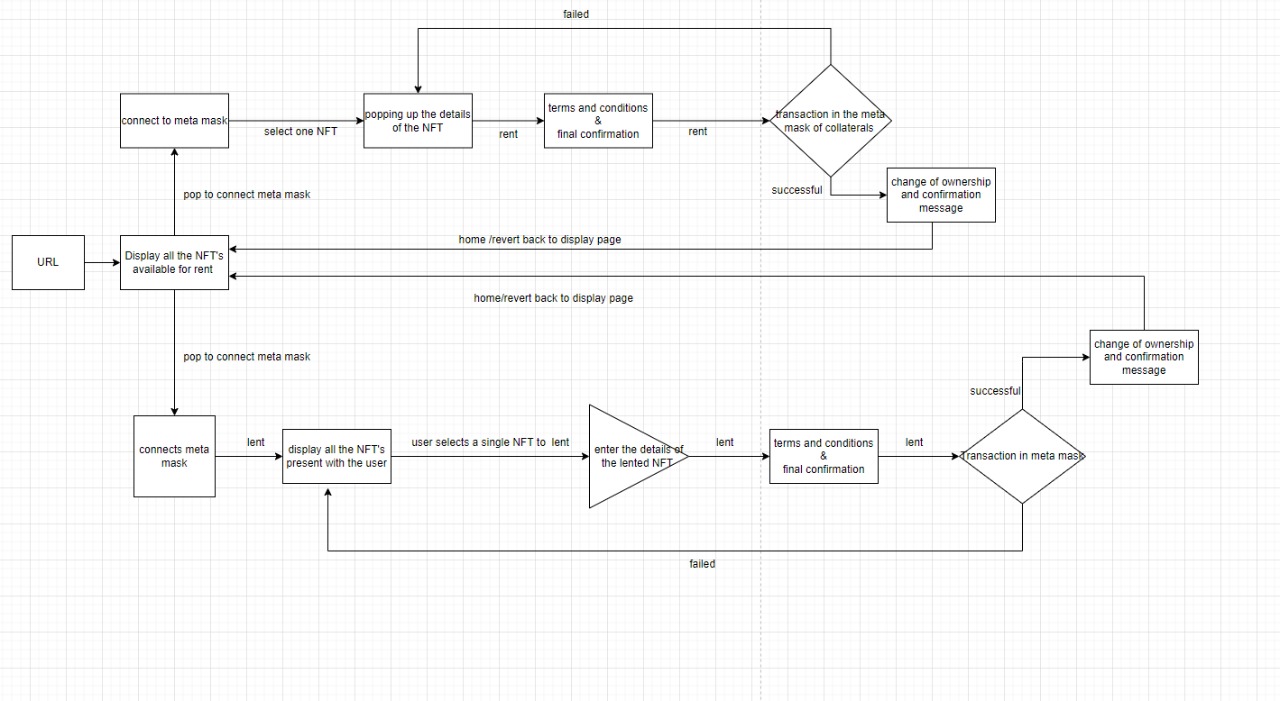 failed
connect to meta mask
select one NFT
popping up the details
of the NFT
rent
terms and conditions
&
final confirmation
rent
transaction in the meta
mask of collaterals
successful
change of ownership
and confirmation
message
pop to connect meta mask
home /revert back to display page
URL
Display all the NFT's
available for rent
home/revert back to display page
pop to connect meta mask
change of ownership
and confirmation
message
successful
connects meta
mask
lent
display all the NFT's
present with the user
user selects a single NFT to lent
enter the details of
the lented NFT
lent
terms and conditions
&
final confirmation
lent
Transaction in meta mask
failed